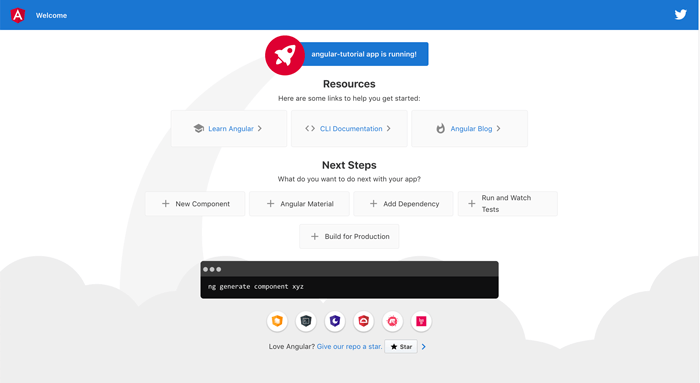 Welcome
angular-tutorial app is running!
Resources
Here are some links to help you get started:
Learn Angular
CLI Documentation
Angular Blog
Next Steps
What do you want to do next with your app?
New Component
Angular Material
Add Dependency
Run and Watch
Tests
Build for Production
ng generate component xyz
Love Angular? Give our repo a star. Star